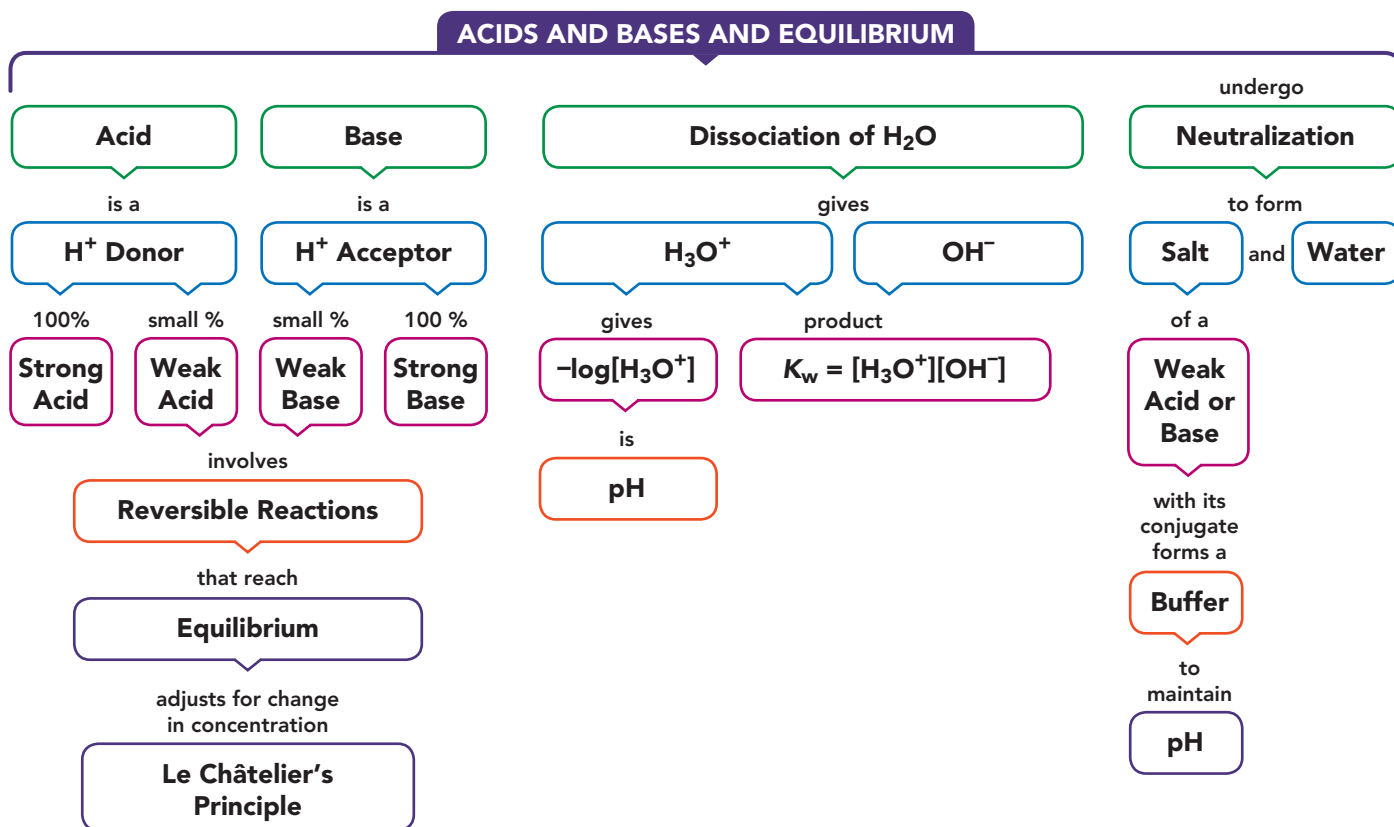 ACIDS AND BASES AND EQUILIBRIUM
undergo
Acid
Base
Dissociation of H₂O
Neutralization
is a
is a
gives
to form
H⁺ Donor
H⁺ Acceptor
H₃O⁺
OH⁻
Salt
and
Water
100%
small %
small %
100 %
gives
product
of a
Strong
Acid
Weak
Acid
Weak
Base
Strong
Base
−log[H₃O⁺]
Kw = [H₃O⁺][OH⁻]
Weak
Acid or
Base
involves
is
Reversible Reactions
pH
with its
conjugate
forms a
that reach
Buffer
Equilibrium
to
maintain
adjusts for change
in concentration
pH
Le Châtelier's
Principle